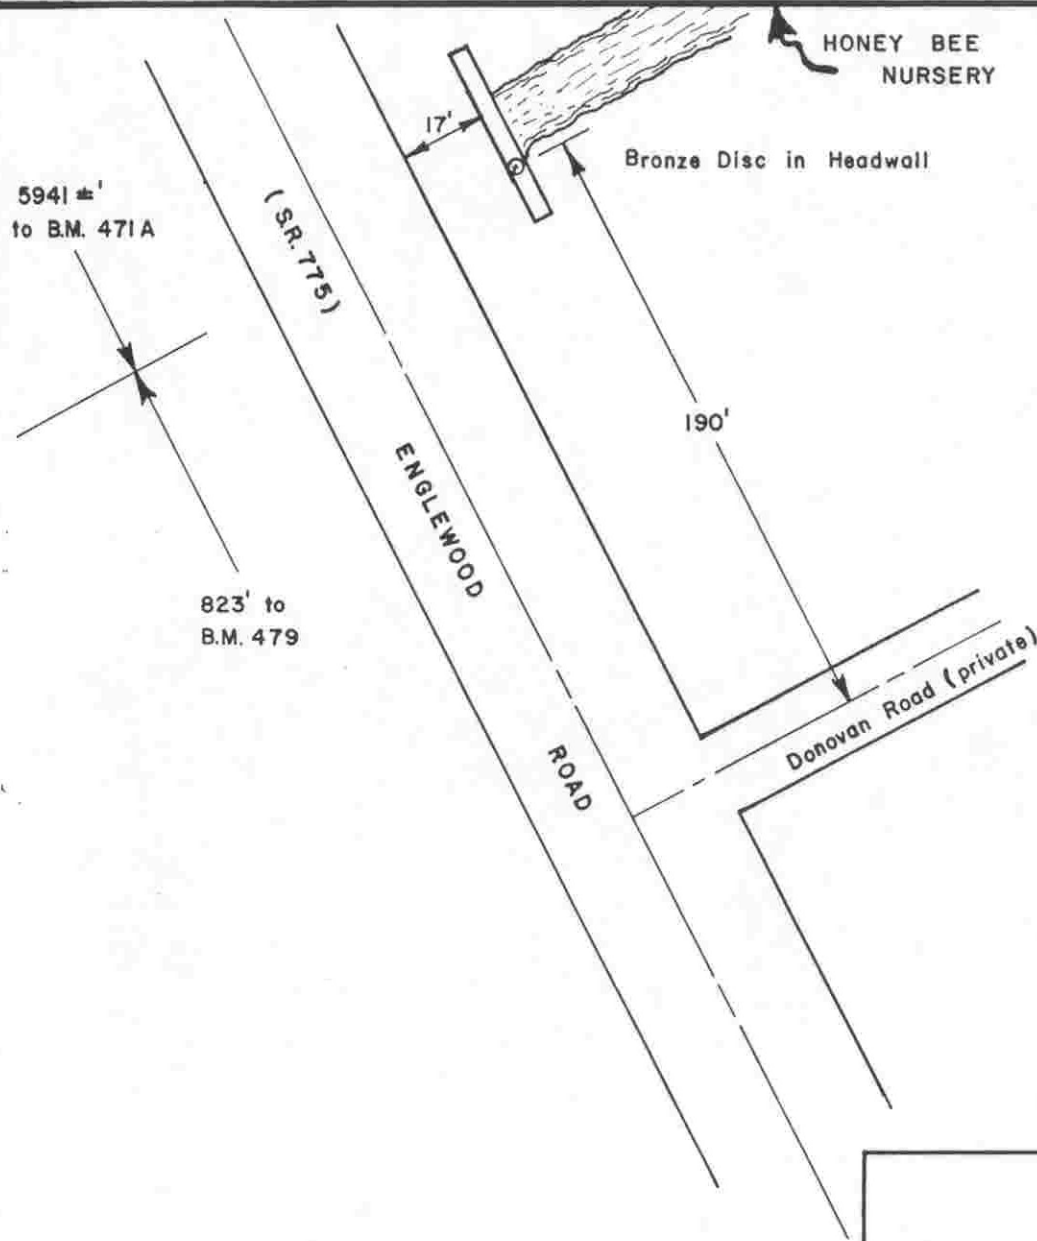 HONEY BEE
NURSERY
17'
Bronze Disc in Headwall
5941 ±'
to B.M. 471A
(S.R. 775)
190'
ENGLEWOOD
823' to
B.M. 479
Donovan Road (private)
ROAD